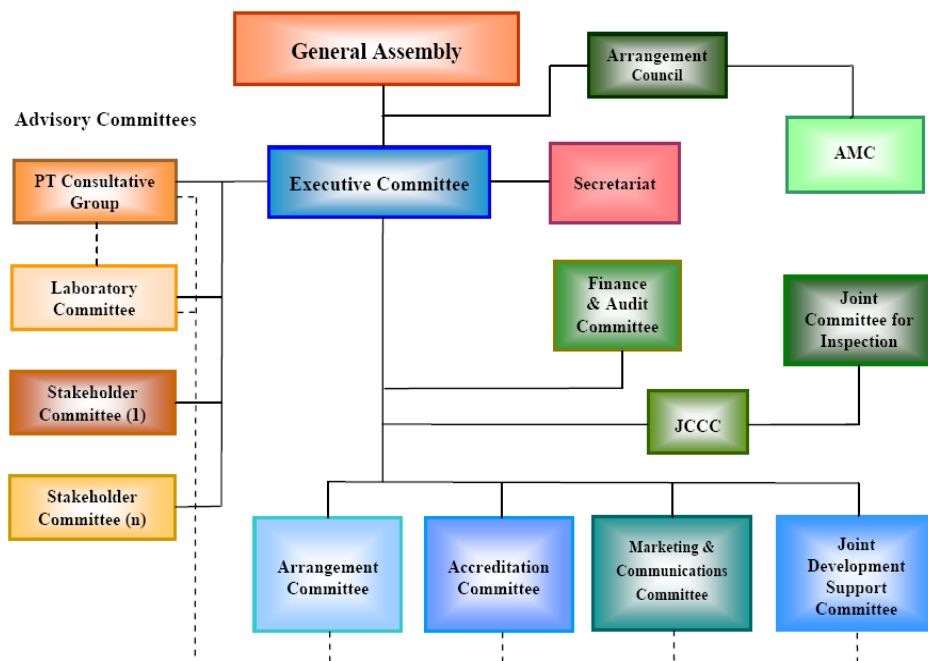 General Assembly
Arrangement
Council
Advisory Committees
AMC
PT Consultative
Group
Executive Committee
Secretariat
Laboratory
Committee
Finance
& Audit
Committee
Joint
Committee for
Inspection
Stakeholder
Committee (1)
JCCC
Stakeholder
Committee (n)
Arrangement
Committee
Accreditation
Committee
Marketing &
Communications
Committee
Joint
Development
Support
Committee